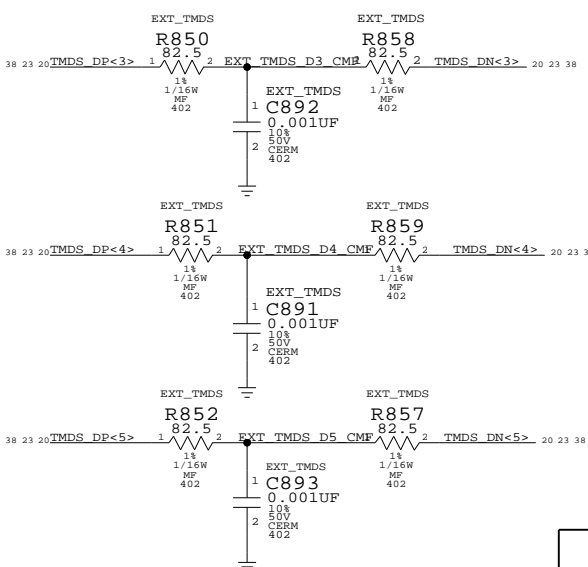 EXT_TMDS EXT_TMDS
R850 R858
82.5 82.5
38 23 20 TMDS_DP<3> 1 2 EXT_TMDS_D3_CMF 1 2 TMDS_DN<3> 20 23 38
1% 1%
1/16W 1/16W
MF MF
402 402
EXT_TMDS
1 C892
0.001UF
10%
50V
2 CERM
402
EXT_TMDS EXT_TMDS
R851 R859
82.5 82.5
38 23 20 TMDS_DP<4> 1 2 EXT_TMDS_D4_CMF 2 TMDS_DN<4> 20 23 3
1% 1%
1/16W 1/16W
MF MF
402 402
EXT_TMDS
1 C891
0.001UF
10%
50V
2 CERM
402
EXT_TMDS EXT_TMDS
R852 R857
82.5 82.5
38 23 20 TMDS_DP<5> 1 2 EXT_TMDS_D5_CMF 2 TMDS_DN<5> 20 23 38
1% 1%
1/16W 1/16W
MF MF
402 402
EXT_TMDS
1 C893
0.001UF
10%
50V
2 CERM
402